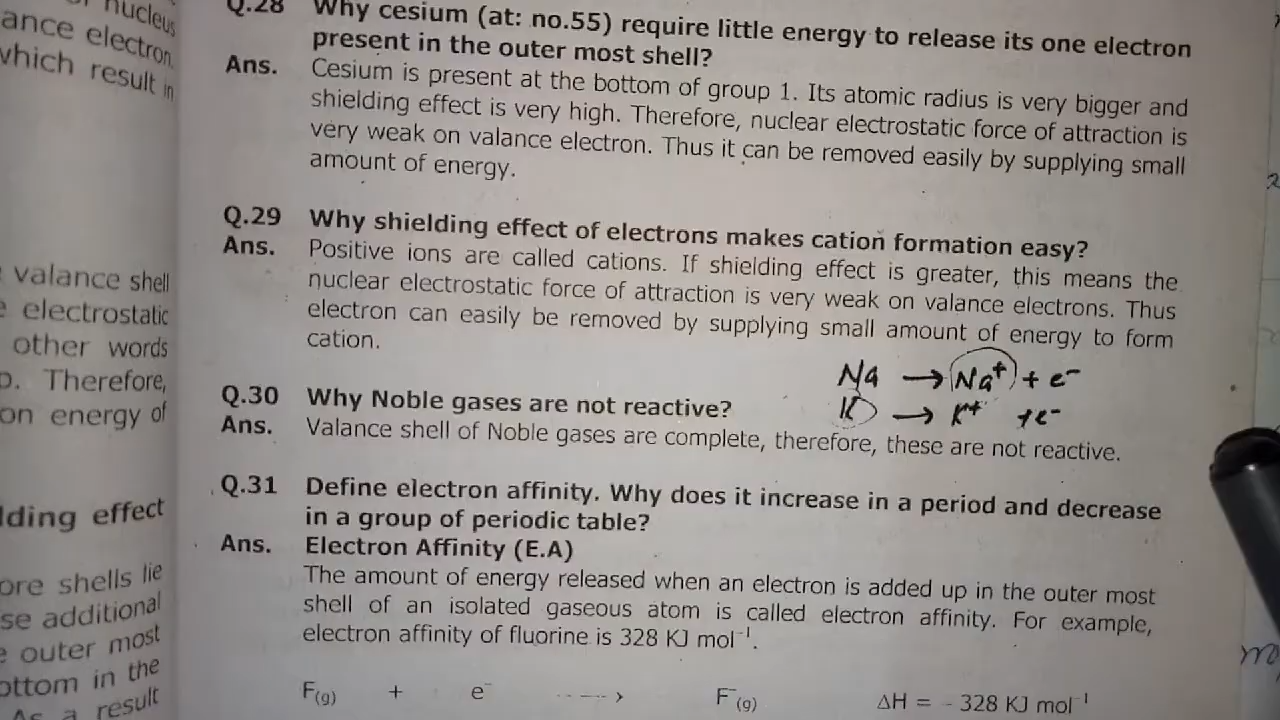 nucleus
ance electron
which result in
valance shell
electrostatic
other words
Therefore,
on energy of
lding effect
ore shells lie
se additional
outer most
ottom in the
As a result
Q.28 Why cesium (at: no.55) require little energy to release its one electron
present in the outer most shell?
Ans. Cesium is present at the bottom of group 1. Its atomic radius is very bigger and
shielding effect is very high. Therefore, nuclear electrostatic force of attraction is
very weak on valance electron. Thus it can be removed easily by supplying small
amount of energy.
Q.29 Why shielding effect of electrons makes cation formation easy?
Ans. Positive ions are called cations. If shielding effect is greater, this means the
nuclear electrostatic force of attraction is very weak on valance electrons. Thus
electron can easily be removed by supplying small amount of energy to form
cation.
Na → Na⁺ + e⁻
K → K⁺ + e⁻
Q.30 Why Noble gases are not reactive?
Ans. Valance shell of Noble gases are complete, therefore, these are not reactive.
Q.31 Define electron affinity. Why does it increase in a period and decrease
in a group of periodic table?
Ans. Electron Affinity (E.A)
The amount of energy released when an electron is added up in the outer most
shell of an isolated gaseous atom is called electron affinity. For example,
electron affinity of fluorine is 328 KJ mol⁻¹.
F(g) + e⁻ ----→ F⁻(g) ΔH = - 328 KJ mol⁻¹